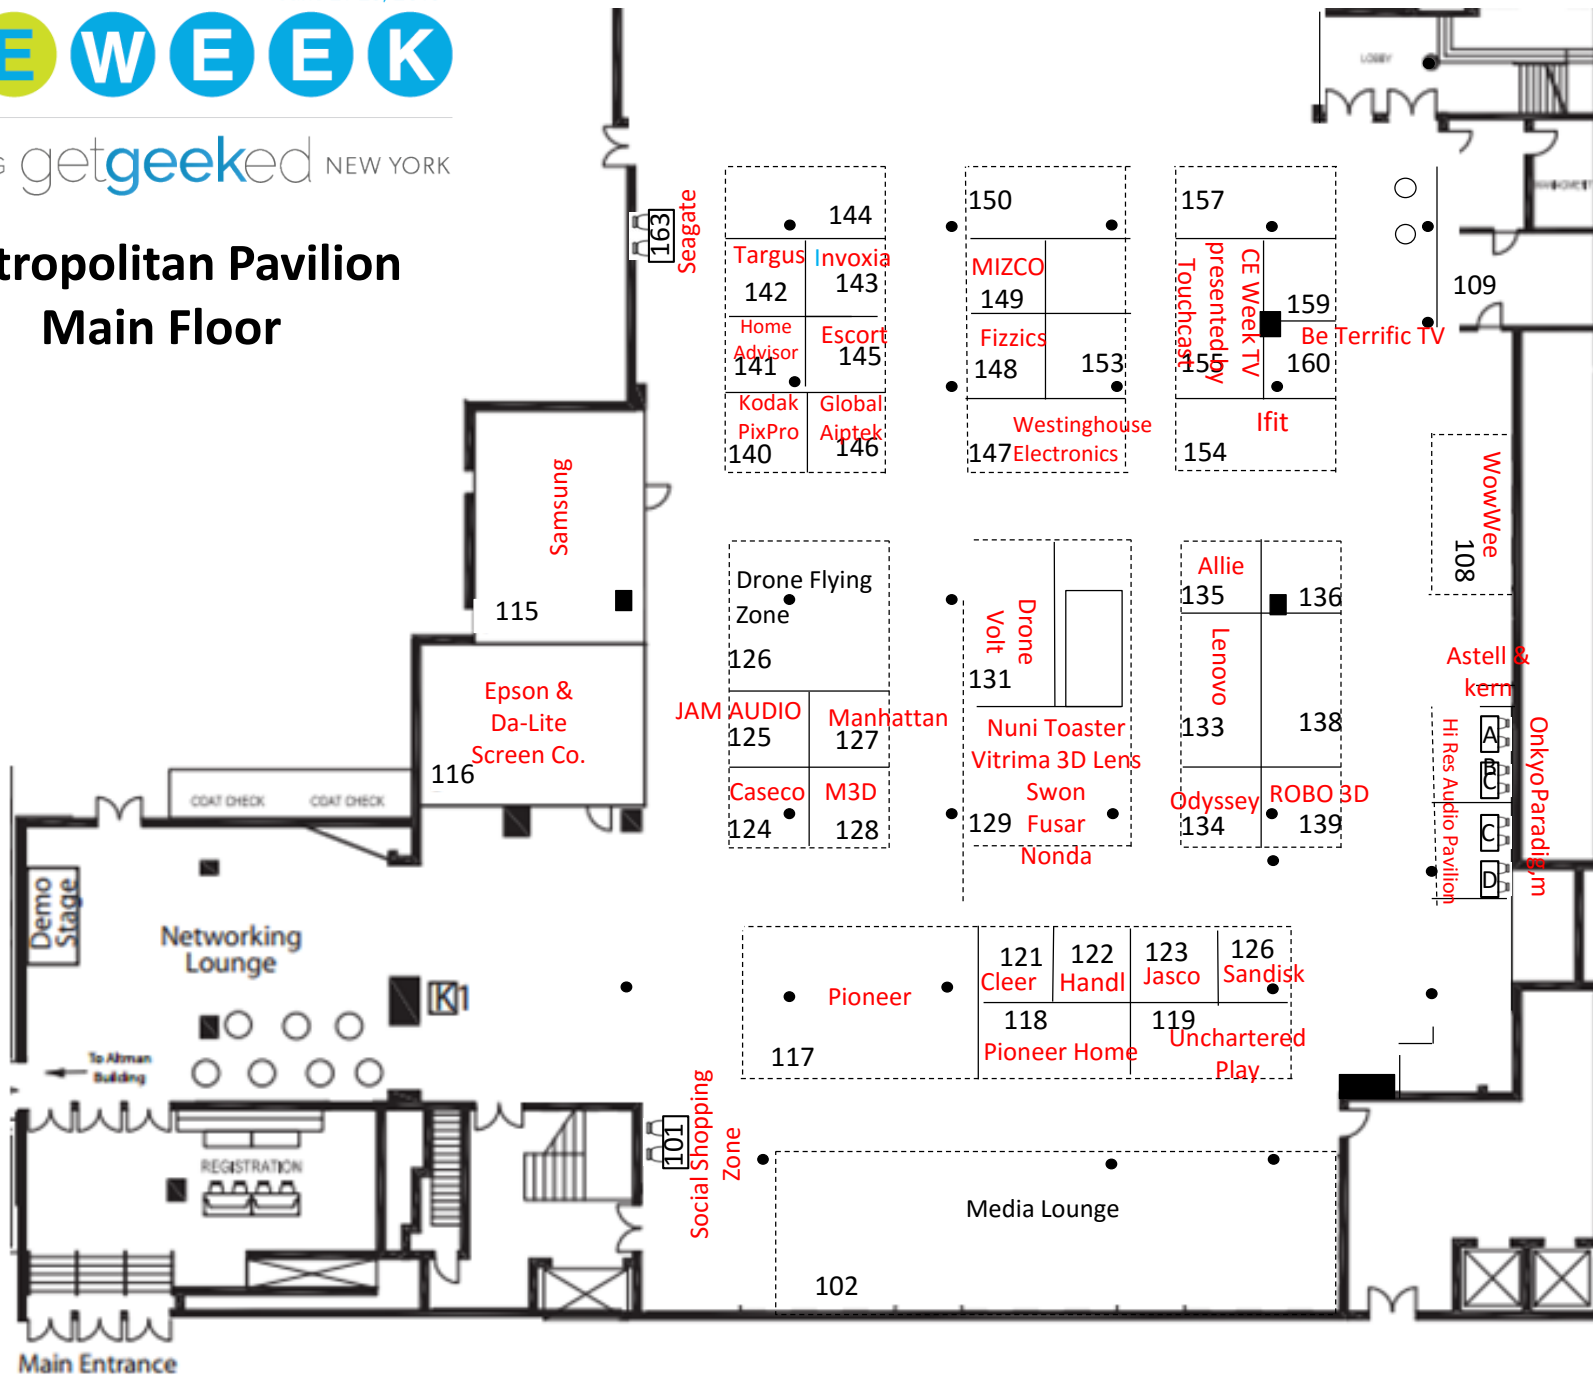 E WEEK
G getgeeked NEW YORK
tropolitan Pavilion
Main Floor
LOBBY
163
Seagate
144
Targus
142
Invoxia
143
Home
Advisor
141
Escort
145
Kodak
PixPro
140
Global
Aiptek
146
150
MIZCO
149
Fizzics
148
153
Westinghouse
147 Electronics
157
CE Week TV
presented by
Touchcast
155
159
Be Terrific TV
160
Ifit
154
109
WowWee
108
Samsung
115
Epson &
Da-Lite
Screen Co.
116
Drone Flying
Zone
126
JAM AUDIO
125
Manhattan
127
Caseco
124
M3D
128
Drone
Volt
131
Nuni Toaster
Vitrima 3D Lens
Swon
Fusar
Nonda
129
Allie
135
136
Lenovo
133
138
Odyssey
134
ROBO 3D
139
Astell &
kern
Hi Res Audio Pavilion
A
B
C
C
D
OnkyoParadig,m
COAT CHECK
COAT CHECK
Demo
Stage
Networking
Lounge
K1
To Altman
Building
REGISTRATION
Main Entrance
Pioneer
117
121
Cleer
122
Handl
123
Jasco
126
Sandisk
118
Pioneer Home
119
Unchartered
Play
101
Social Shopping
Zone
Media Lounge
102